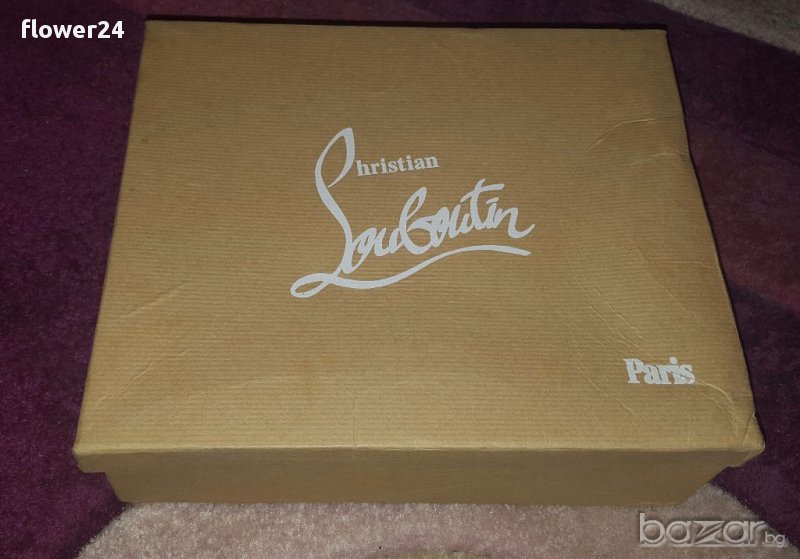 flower24
Christian
Louboutin
Paris
bazar.bg